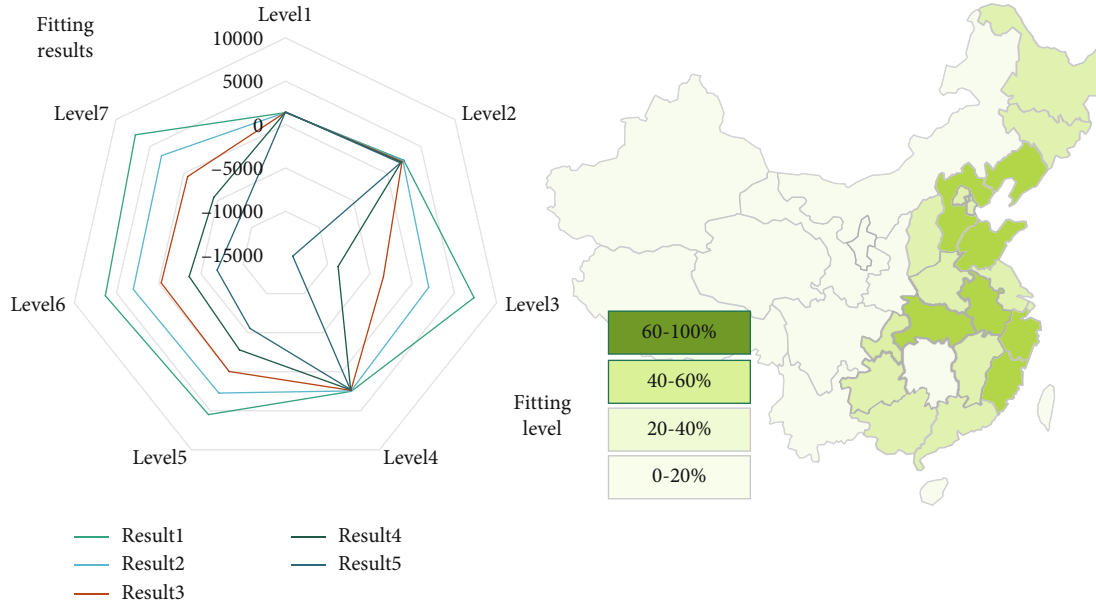 Fitting
results
Level1
Level2
Level3
Level4
Level5
Level6
Level7
10000
5000
0
−5000
−10000
−15000
Result1
Result2
Result3
Result4
Result5
Fitting
level
60-100%
40-60%
20-40%
0-20%